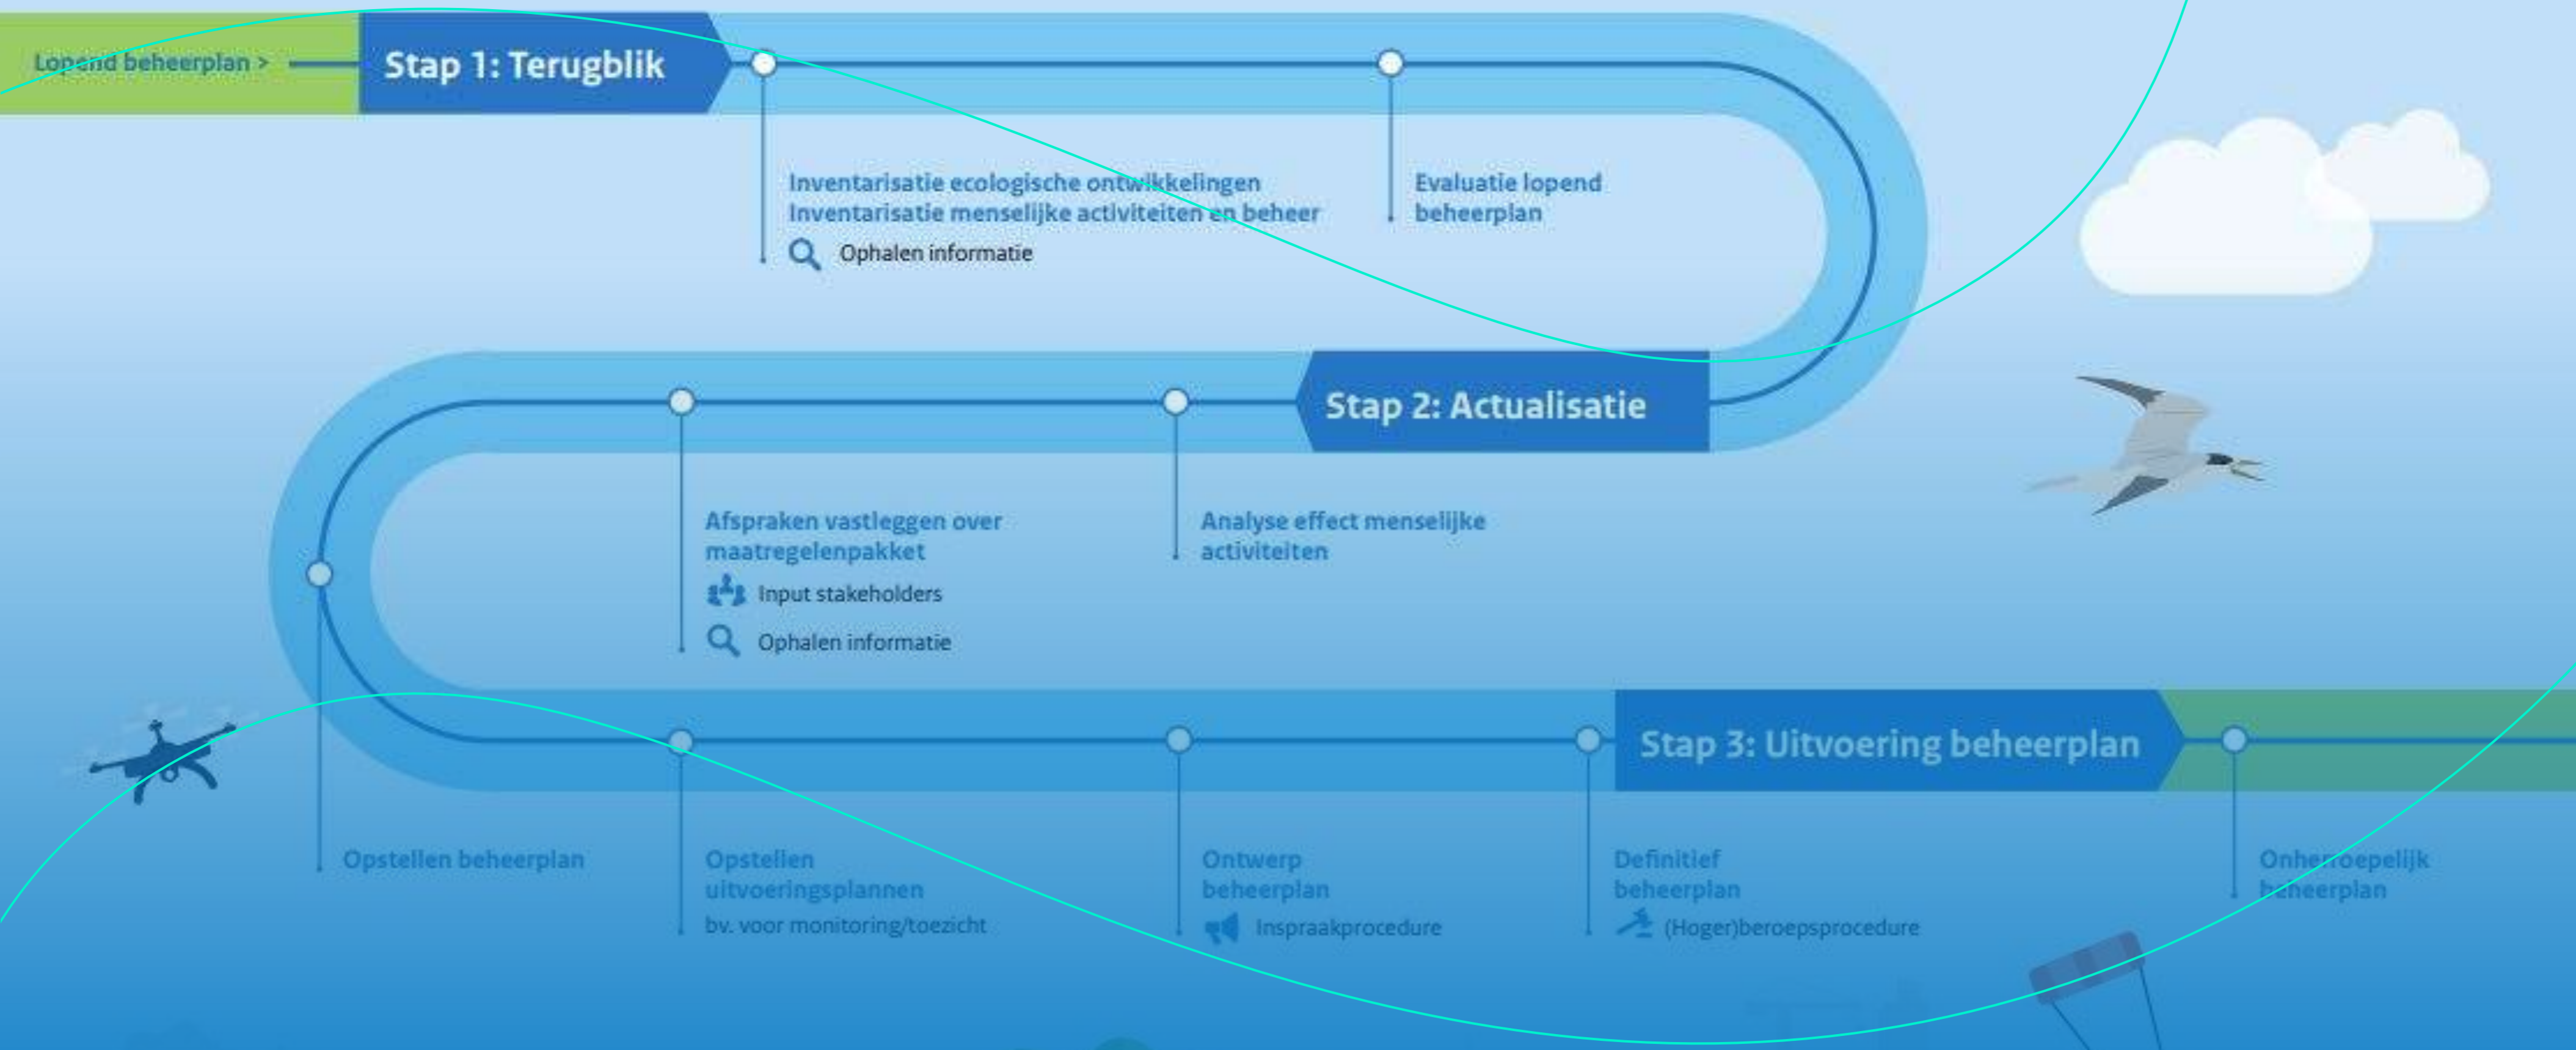 Lopend beheerplan >
Stap 1: Terugblik
Inventarisatie ecologische ontwikkelingen
Inventarisatie menselijke activiteiten en beheer
Ophalen informatie
Evaluatie lopend
beheerplan
Stap 2: Actualisatie
Analyse effect menselijke
activiteiten
Afspraken vastleggen over
maatregelenpakket
Input stakeholders
Ophalen informatie
Opstellen beheerplan
Opstellen
uitvoeringsplannen
bv. voor monitoring/toezicht
Ontwerp
beheerplan
Inspraakprocedure
Definitief
beheerplan
(Hoger)beroepsprocedure
Stap 3: Uitvoering beheerplan
Onherroepelijk
beheerplan